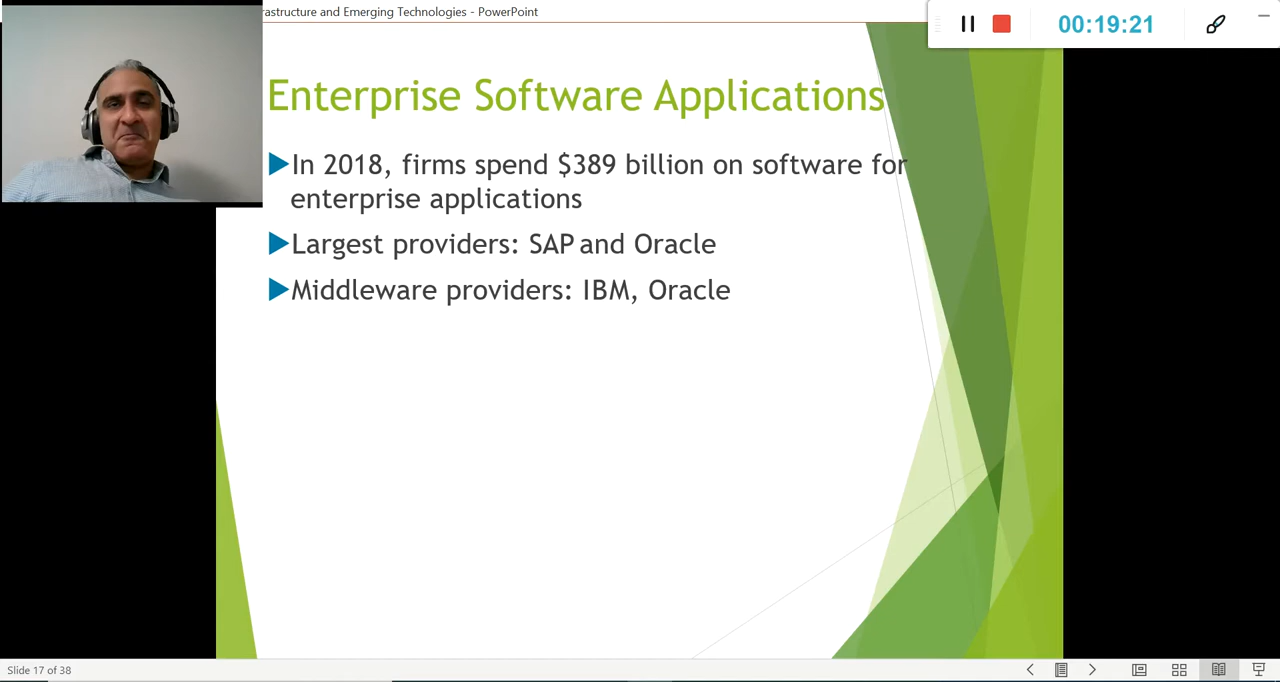 rastructure and Emerging Technologies - PowerPoint
00:19:21
Enterprise Software Applications
In 2018, firms spend $389 billion on software for
enterprise applications
Largest providers: SAP and Oracle
Middleware providers: IBM, Oracle
Slide 17 of 38